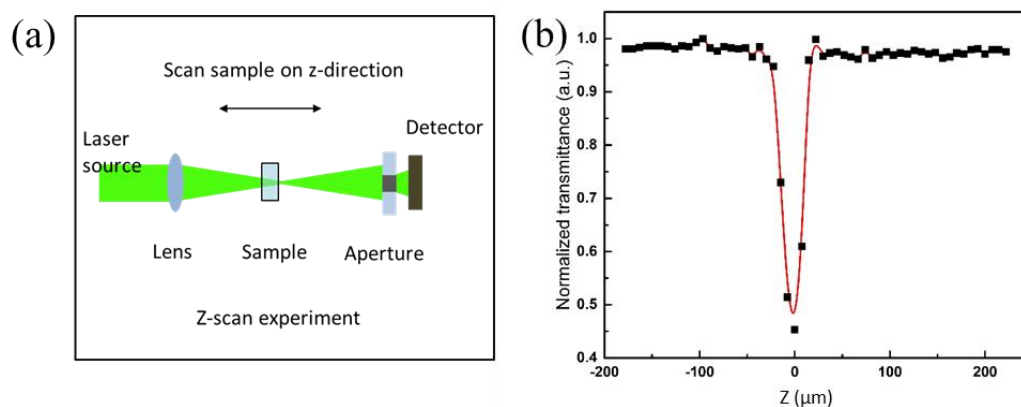 (a)
Scan sample on z-direction
Detector
Laser
source
Lens
Sample
Aperture
Z-scan experiment
(b)
Normalized transmittance (a.u.)
1.0
0.9
0.8
0.7
0.6
0.5
0.4
-200
-100
0
100
200
Z (μm)